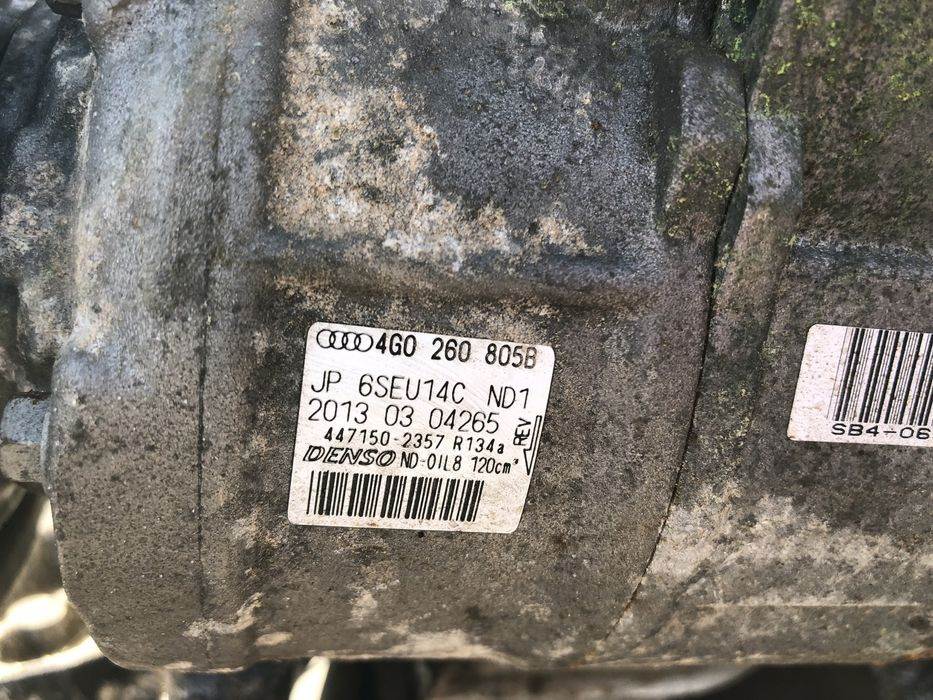 4G0 260 805B
JP 6SEU14C ND1
2013 03 04265
447150-2357 R134a
DENSO ND-OIL8 120cm³
REV
SB4-06